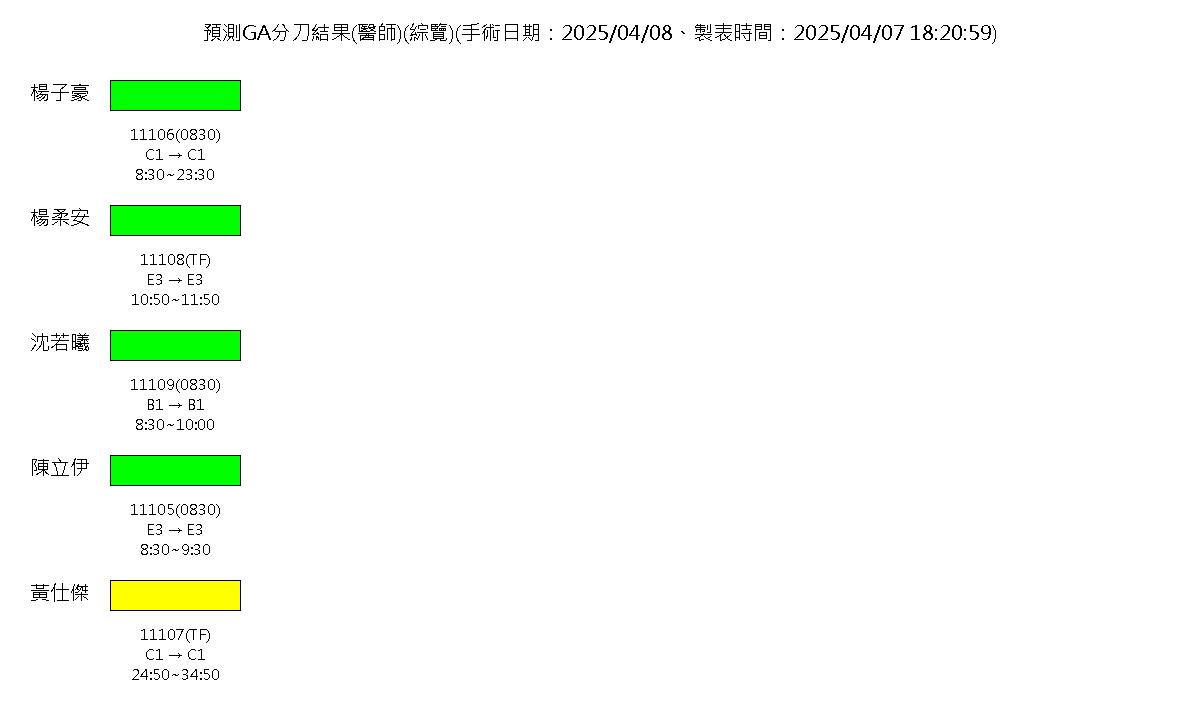 預測GA分刀結果(醫師)(綜覽)(手術日期：2025/04/08、製表時間：2025/04/07 18:20:59)
楊子豪
11106(0830)
C1 → C1
8:30~23:30
楊柔安
11108(TF)
E3 → E3
10:50~11:50
沈若曦
11109(0830)
B1 → B1
8:30~10:00
陳立伊
11105(0830)
E3 → E3
8:30~9:30
黃仕傑
11107(TF)
C1 → C1
24:50~34:50